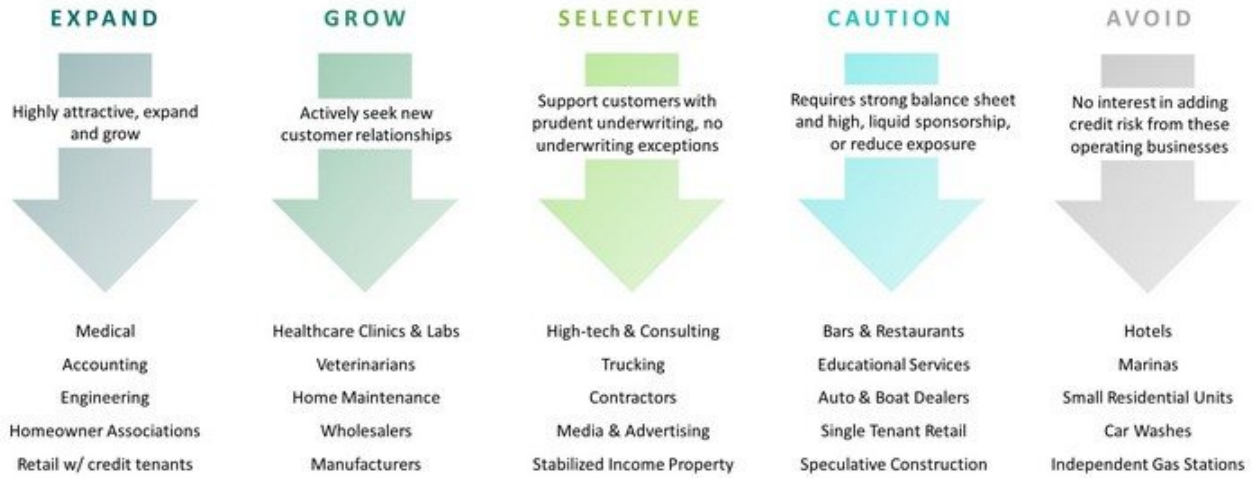 EXPAND
Highly attractive, expand
and grow
Medical
Accounting
Engineering
Homeowner Associations
Retail w/ credit tenants
GROW
Actively seek new
customer relationships
Healthcare Clinics & Labs
Veterinarians
Home Maintenance
Wholesalers
Manufacturers
SELECTIVE
Support customers with
prudent underwriting, no
underwriting exceptions
High-tech & Consulting
Trucking
Contractors
Media & Advertising
Stabilized Income Property
CAUTION
Requires strong balance sheet
and high, liquid sponsorship,
or reduce exposure
Bars & Restaurants
Educational Services
Auto & Boat Dealers
Single Tenant Retail
Speculative Construction
AVOID
No interest in adding
credit risk from these
operating businesses
Hotels
Marinas
Small Residential Units
Car Washes
Independent Gas Stations